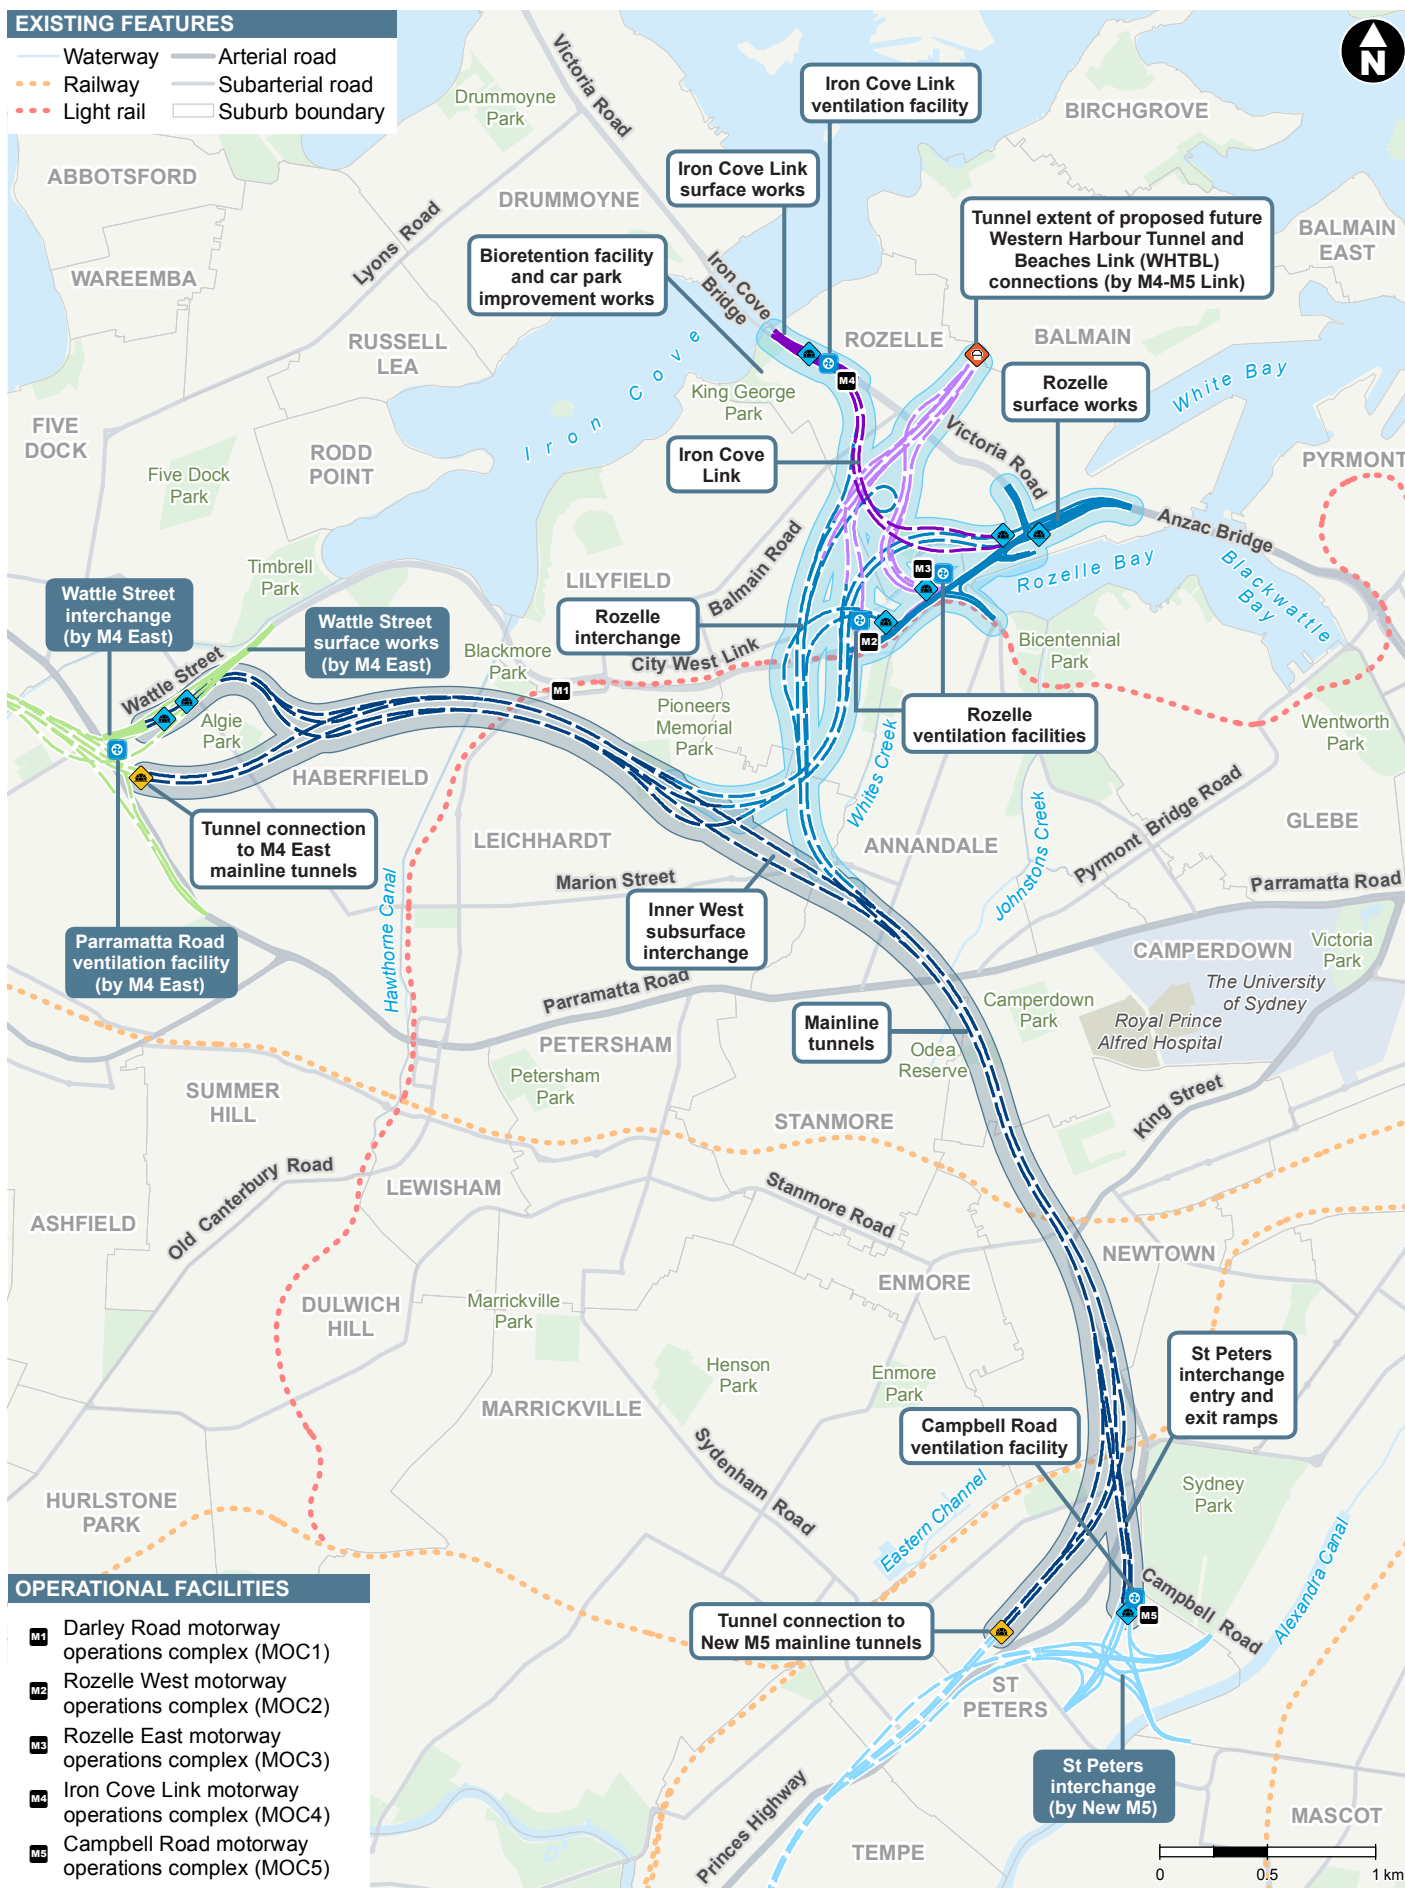 EXISTING FEATURES
Waterway
Arterial road
Railway
Subarterial road
Light rail
Suburb boundary
N
Victoria Road
Drummoyne
Park
Iron Cove Link
ventilation facility
BIRCHGROVE
ABBOTSFORD
Iron Cove Link
surface works
DRUMMOYNE
Lyons Road
Tunnel extent of proposed future
Western Harbour Tunnel and
Beaches Link (WHTBL)
connections (by M4-M5 Link)
BALMAIN
EAST
WAREEMBA
Bioretention facility
and car park
improvement works
Iron Cove
Bridge
RUSSELL
LEA
ROZELLE
BALMAIN
Iron Cove
M4
King George
Park
Rozelle
surface works
White Bay
FIVE
DOCK
RODD
POINT
Five Dock
Park
Iron Cove
Link
Victoria Road
PYRMONT
Anzac Bridge
Timbrell
Park
LILYFIELD
Balmain Road
M3
Rozelle Bay
Blackwattle
Bay
Wattle Street
interchange
(by M4 East)
Wattle Street
surface works
(by M4 East)
Rozelle
interchange
M2
Bicentennial
Park
Blackmore
Park
City West Link
Wattle Street
M1
Algie
Park
Pioneers
Memorial
Park
Rozelle
ventilation facilities
Wentworth
Park
HABERFIELD
Whites Creek
Tunnel connection
to M4 East
mainline tunnels
LEICHHARDT
ANNANDALE
Johnstons Creek
Pyrmont Bridge Road
GLEBE
Marion Street
Parramatta Road
Hawthorne Canal
Inner West
subsurface
interchange
Parramatta Road
ventilation facility
(by M4 East)
CAMPERDOWN
Victoria
Park
The University
of Sydney
Parramatta Road
Camperdown
Park
Mainline
tunnels
Royal Prince
Alfred Hospital
PETERSHAM
Odea
Reserve
Petersham
Park
SUMMER
HILL
King Street
STANMORE
Old Canterbury Road
LEWISHAM
Stanmore Road
ASHFIELD
NEWTOWN
ENMORE
DULWICH
HILL
Marrickville
Park
Henson
Park
Enmore
Park
St Peters
interchange
entry and
exit ramps
MARRICKVILLE
Campbell Road
ventilation facility
Sydenham Road
Sydney
Park
HURLSTONE
PARK
Eastern Channel
Alexandra Canal
Campbell Road
M5
Tunnel connection to
New M5 mainline tunnels
ST
PETERS
St Peters
interchange
(by New M5)
Princes Highway
MASCOT
TEMPE
OPERATIONAL FACILITIES
M1 Darley Road motorway
operations complex (MOC1)
M2 Rozelle West motorway
operations complex (MOC2)
M3 Rozelle East motorway
operations complex (MOC3)
M4 Iron Cove Link motorway
operations complex (MOC4)
M5 Campbell Road motorway
operations complex (MOC5)
0 0.5 1 km